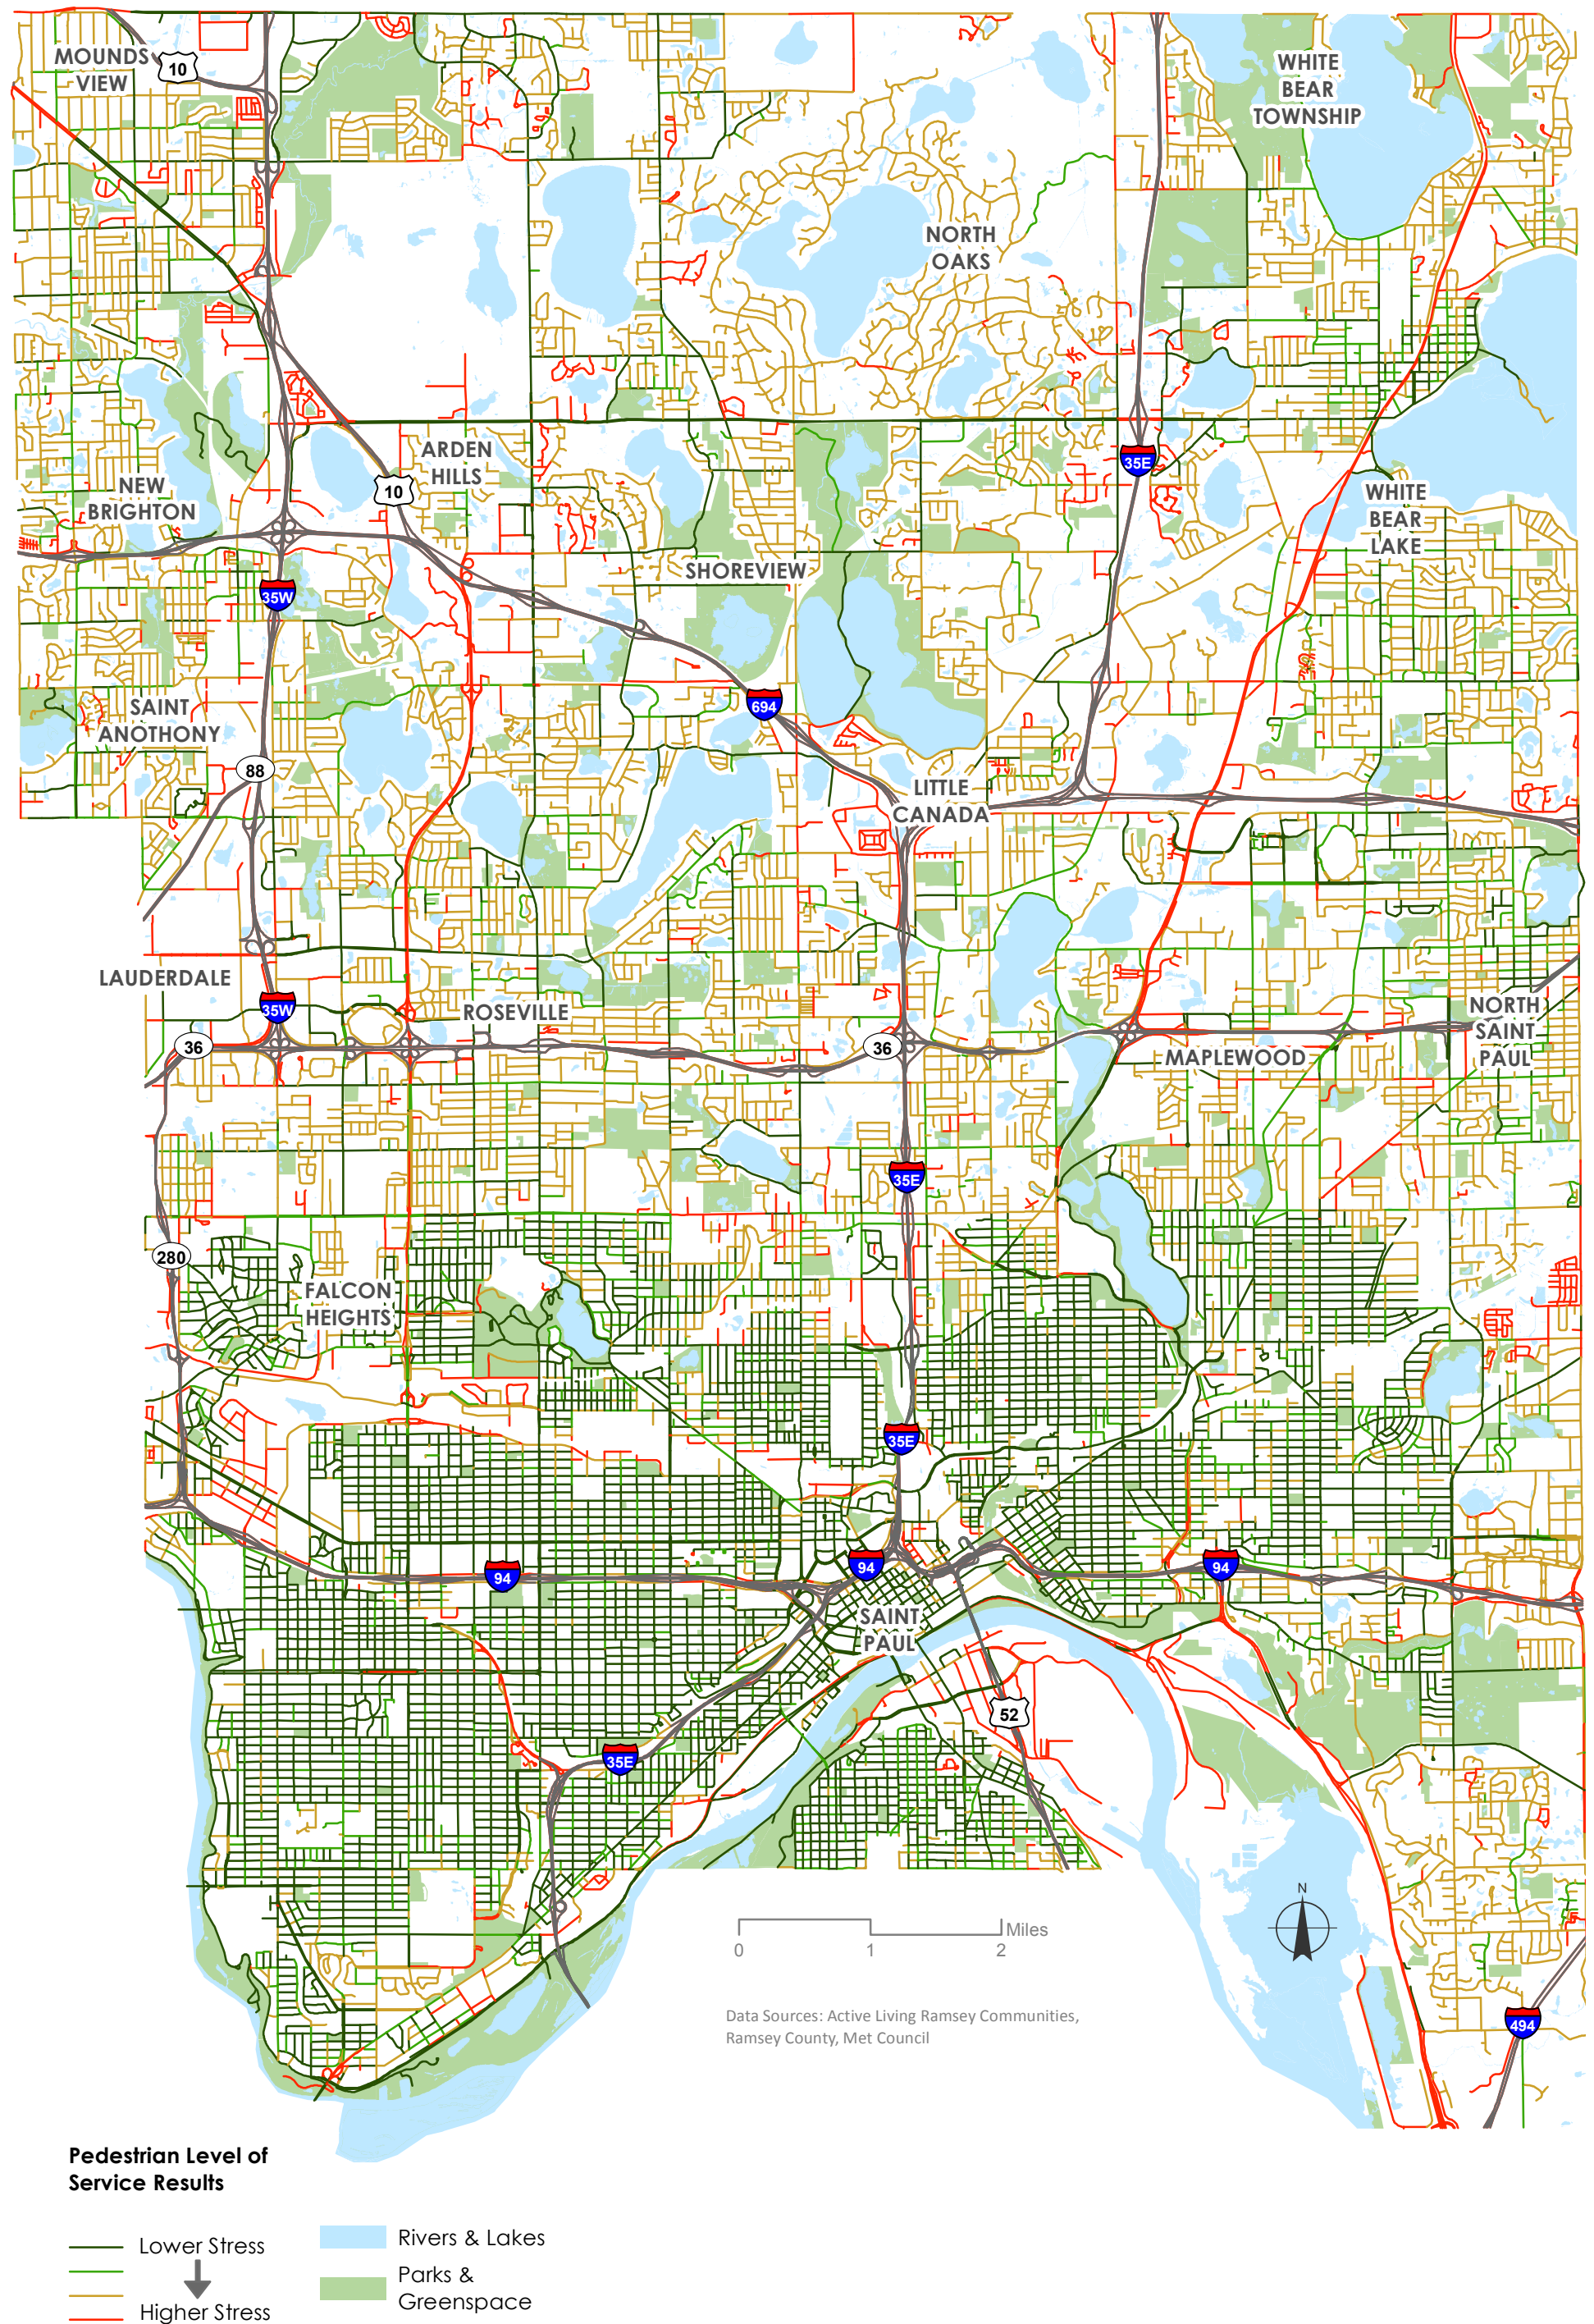 MOUNDS
VIEW
10
WHITE
BEAR
TOWNSHIP
NORTH
OAKS
ARDEN
HILLS
10
35E
NEW
BRIGHTON
WHITE
BEAR
LAKE
SHOREVIEW
35W
SAINT
ANOTHONY
694
88
LITTLE
CANADA
LAUDERDALE
35W
ROSEVILLE
NORTH
SAINT
PAUL
36
36
MAPLEWOOD
35E
280
FALCON
HEIGHTS
35E
94
94
94
SAINT
PAUL
52
35E
N
Miles
0
1
2
Data Sources: Active Living Ramsey Communities,
Ramsey County, Met Council
494
Pedestrian Level of
Service Results
Lower Stress
Higher Stress
Rivers & Lakes
Parks &
Greenspace